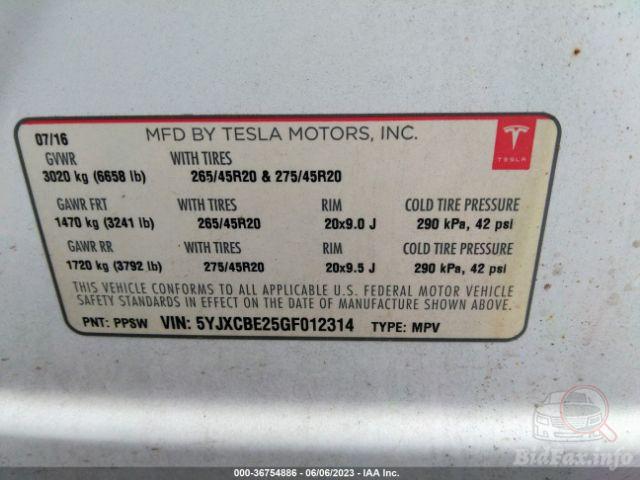 07/16 MFD BY TESLA MOTORS, INC.
TESLA
GVWR WITH TIRES
3020 kg (6658 lb) 265/45R20 & 275/45R20
GAWR FRT WITH TIRES RIM COLD TIRE PRESSURE
1470 kg (3241 lb) 265/45R20 20x9.0 J 290 kPa, 42 psi
GAWR RR WITH TIRES RIM COLD TIRE PRESSURE
1720 kg (3792 lb) 275/45R20 20x9.5 J 290 kPa, 42 psi
THIS VEHICLE CONFORMS TO ALL APPLICABLE U.S. FEDERAL MOTOR VEHICLE
SAFETY STANDARDS IN EFFECT ON THE DATE OF MANUFACTURE SHOWN ABOVE.
PNT: PPSW VIN: 5YJXCBE25GF012314 TYPE: MPV
BidFax.info
000-36754886 - 06/06/2023 - IAA Inc.